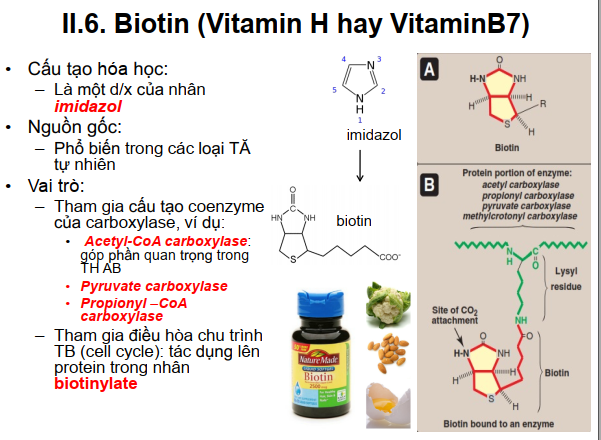 II.6. Biotin (Vitamin H hay VitaminB7)
• Cấu tạo hóa học:
– Là một d/x của nhân
imidazol
• Nguồn gốc:
– Phổ biến trong các loại TĂ
tự nhiên
• Vai trò:
– Tham gia cấu tạo coenzyme
của carboxylase, ví dụ:
• Acetyl-CoA carboxylase:
góp phần quan trọng trong
TH AB
• Pyruvate carboxylase
• Propionyl –CoA
carboxylase
– Tham gia điều hòa chu trình
TB (cell cycle): tác dụng lên
protein trong nhân
biotinylate
4
N
3
5
2
N
H
1
imidazol
biotin
O
C
HN
NH
S
COO⁻
Nature Made
Biotin
A
O
H-N
NH
H
H
R
S
H
Biotin
B
Protein portion of enzyme:
acetyl carboxylase
propionyl carboxylase
pyruvate carboxylase
methylcrotonyl carboxylase
N
H
C
O
Lysyl
residue
Site of CO2
attachment
NH
O
O
H-N
NH
H
H
S
H
Biotin
Biotin bound to an enzyme